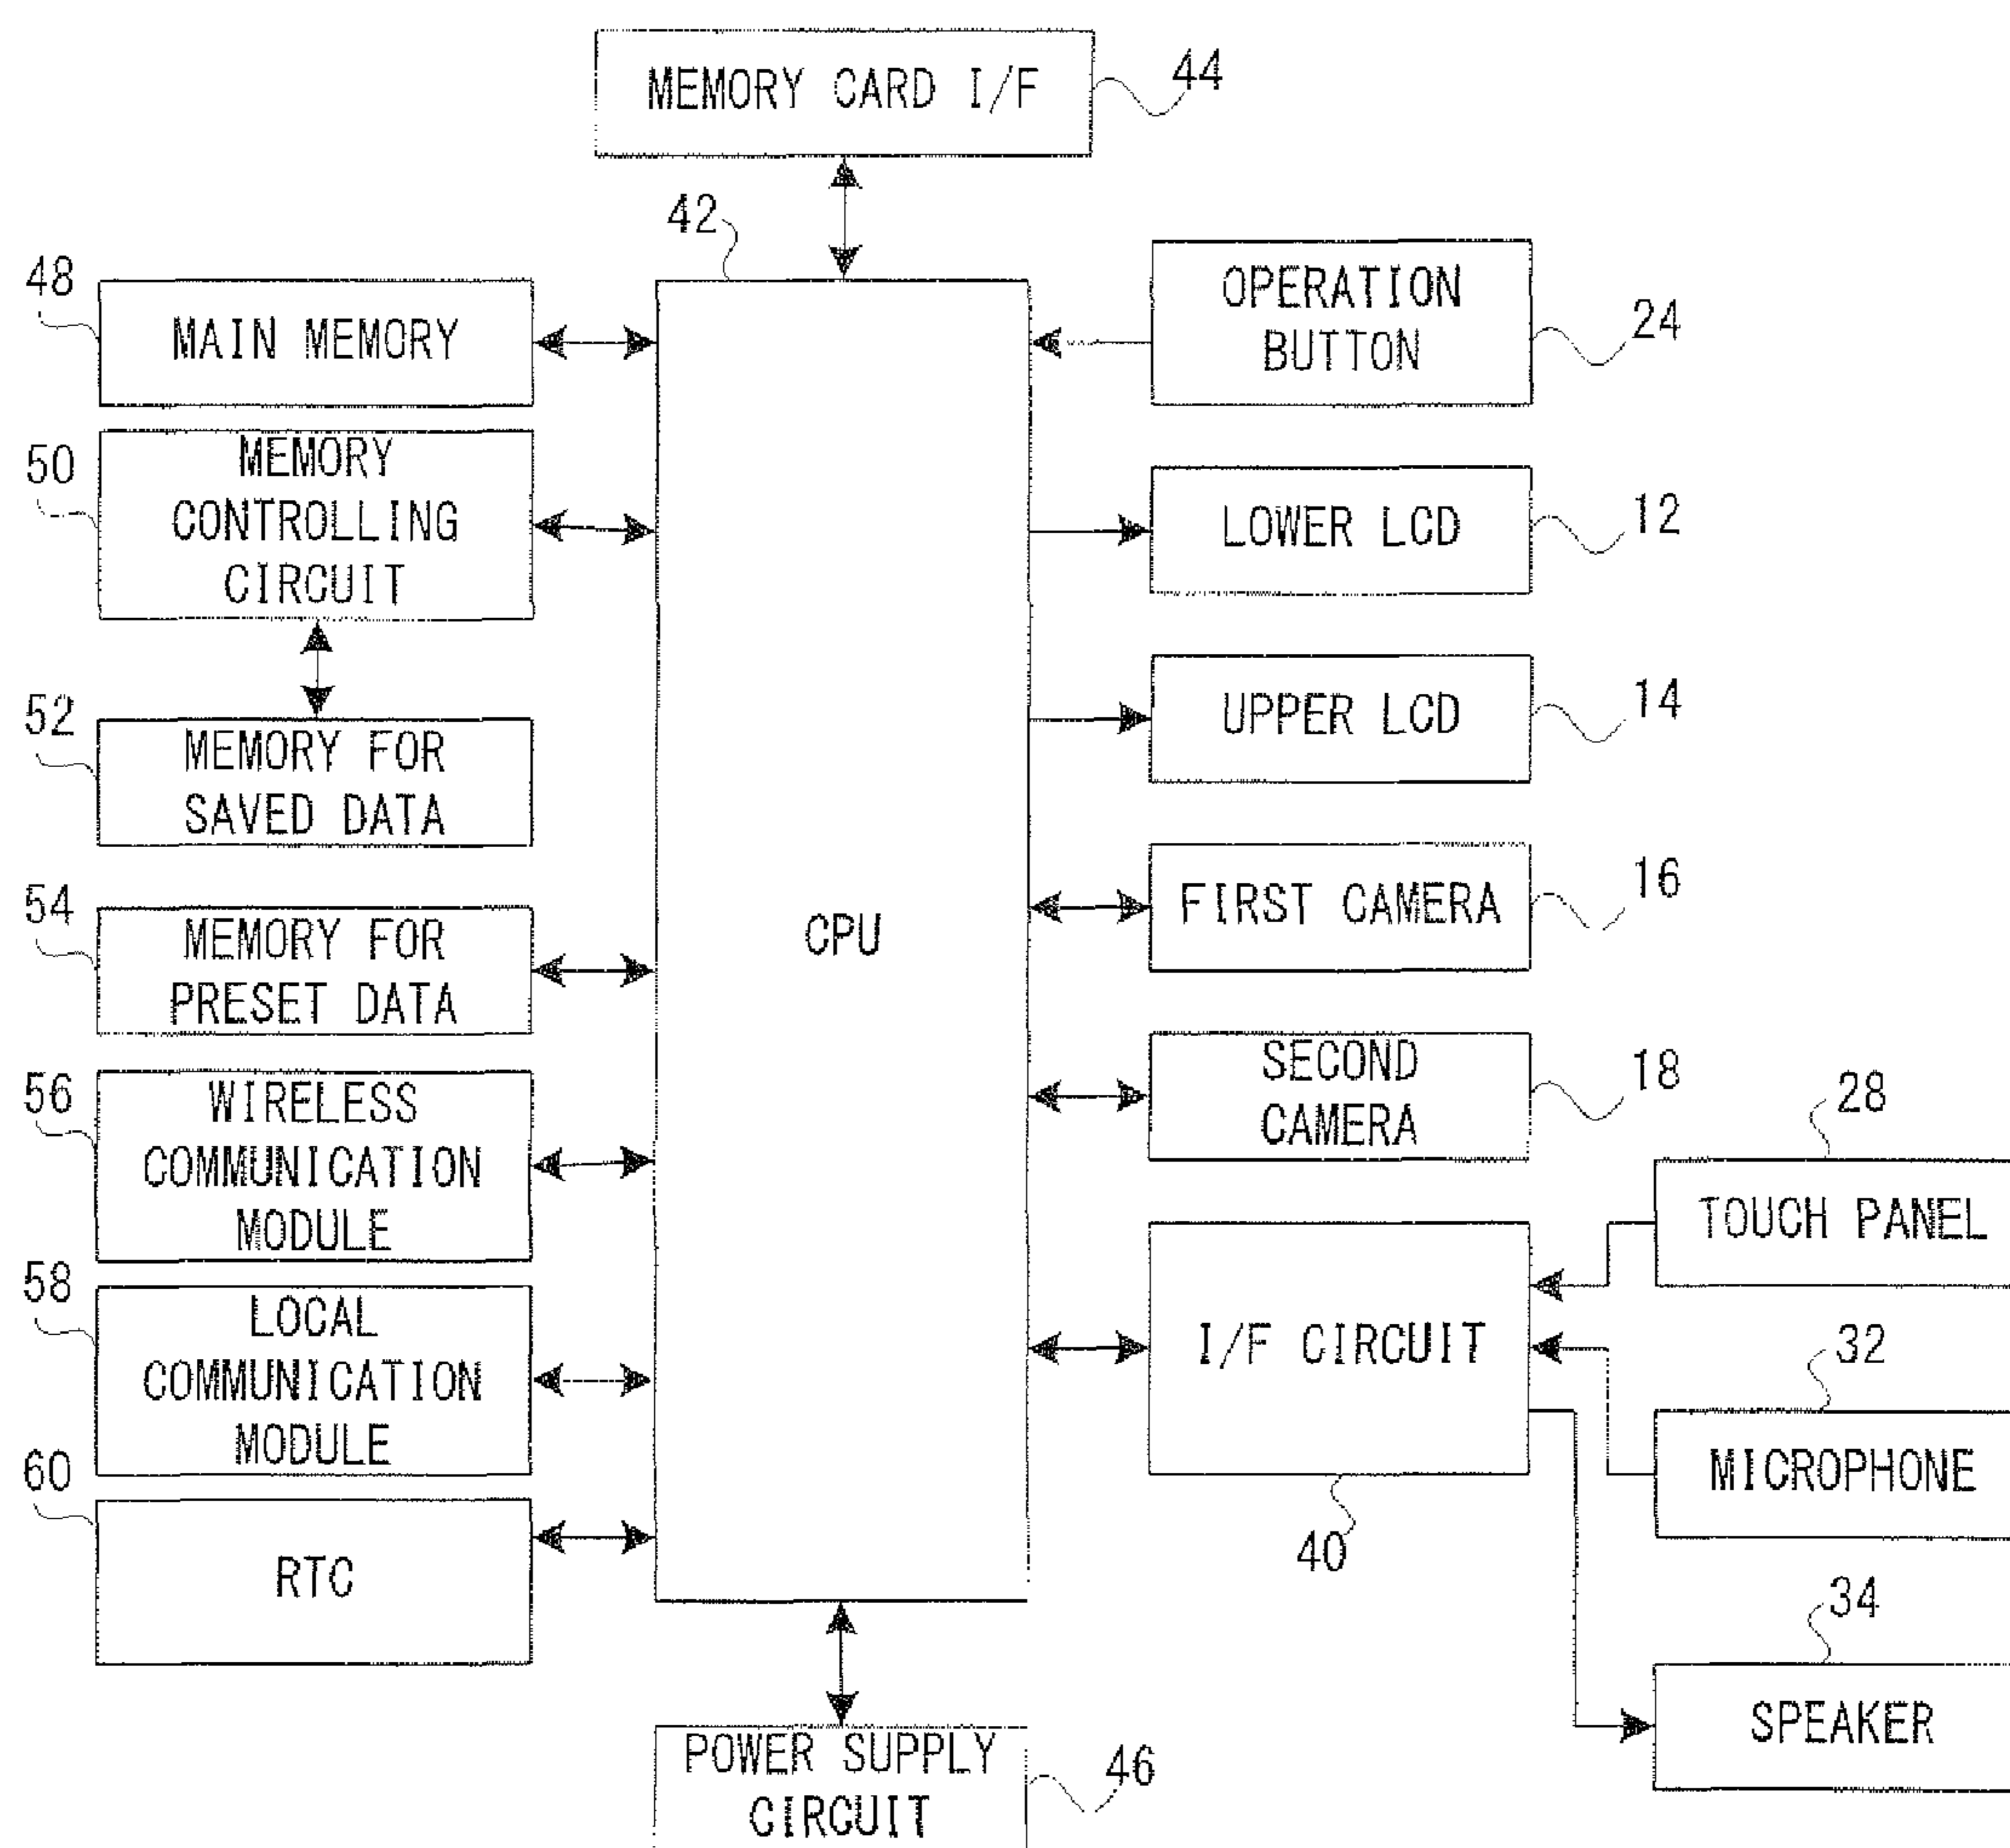 MEMORY CARD I/F
44
42
48
MAIN MEMORY
50
MEMORY
CONTROLLING
CIRCUIT
52
MEMORY FOR
SAVED DATA
54
MEMORY FOR
PRESET DATA
56
WIRELESS
COMMUNICATION
MODULE
58
LOCAL
COMMUNICATION
MODULE
60
RTC
CPU
OPERATION
BUTTON
24
LOWER LCD
12
UPPER LCD
14
FIRST CAMERA
16
SECOND
CAMERA
18
28
TOUCH PANEL
I/F CIRCUIT
40
32
MICROPHONE
34
SPEAKER
POWER SUPPLY
CIRCUIT
46